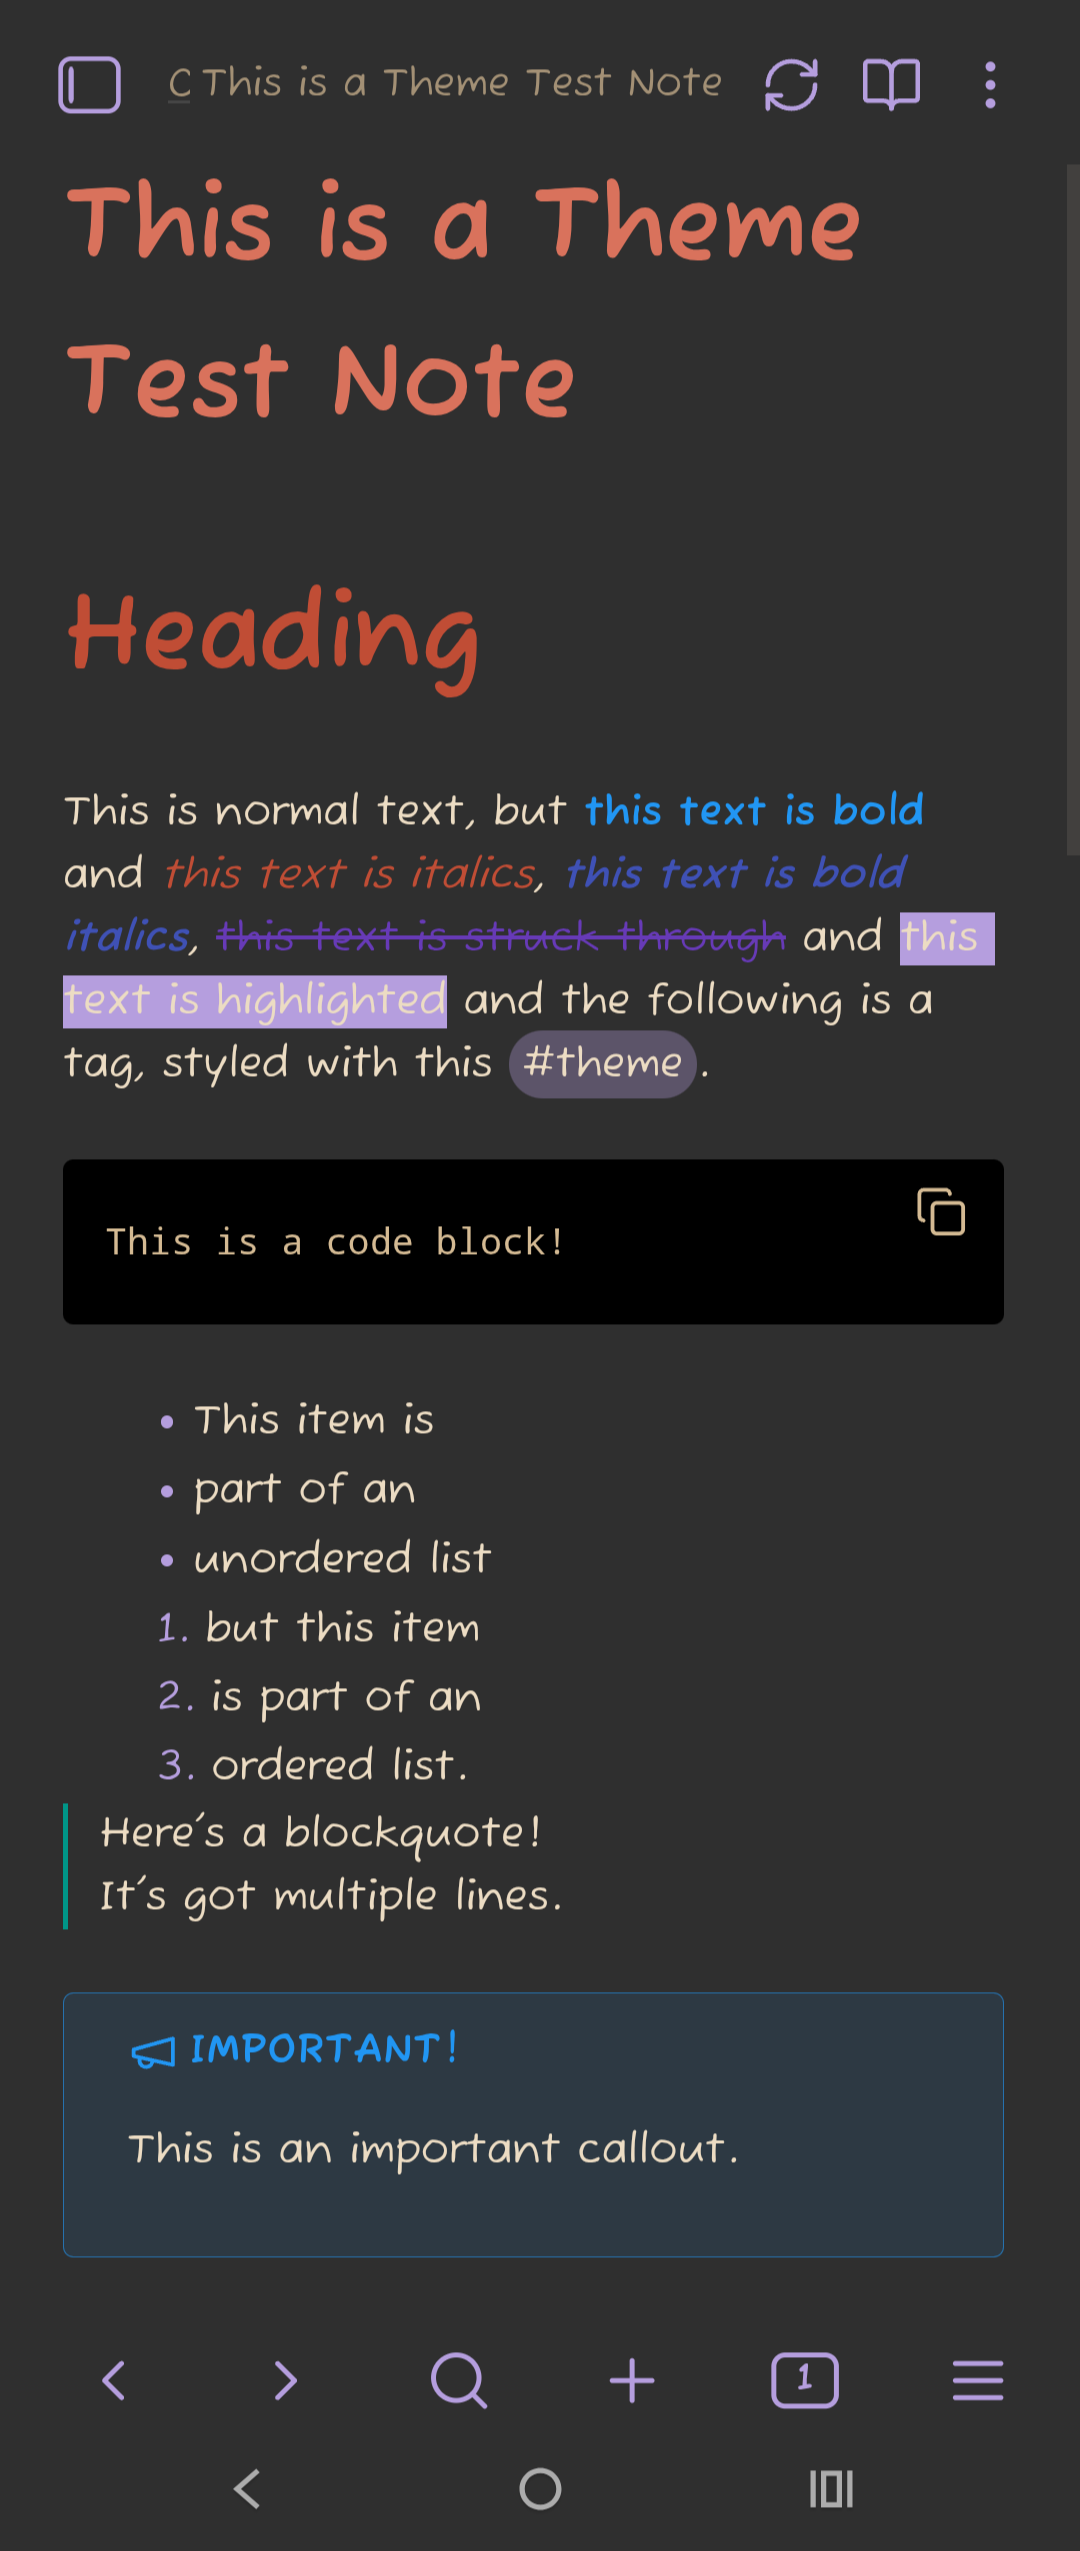 C This is a Theme Test Note
This is a Theme
Test Note
Heading
This is normal text, but this text is bold
and this text is italics, this text is bold
italics, this text is struck through and this
text is highlighted and the following is a
tag, styled with this #theme.
This is a code block!
• This item is
• part of an
• unordered list
1. but this item
2. is part of an
3. ordered list.
Here's a blockquote!
It's got multiple lines.
IMPORTANT!
This is an important callout.
1